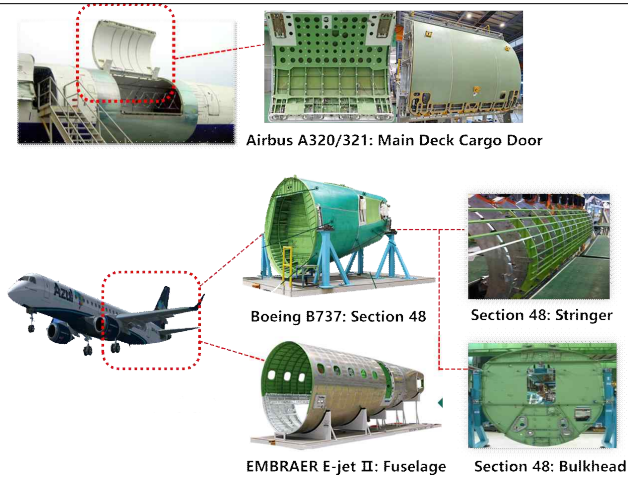 Airbus A320/321: Main Deck Cargo Door
Azul
Boeing B737: Section 48
Section 48: Stringer
EMBRAER E-jet Ⅱ: Fuselage
Section 48: Bulkhead